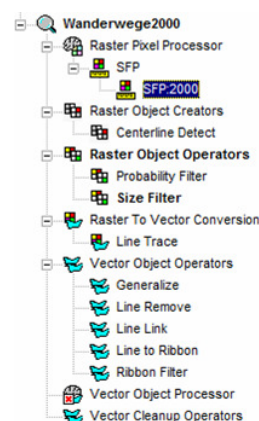 Wanderwege2000
Raster Pixel Processor
SFP
SFP:2000
Raster Object Creators
Centerline Detect
Raster Object Operators
Probability Filter
Size Filter
Raster To Vector Conversion
Line Trace
Vector Object Operators
Generalize
Line Remove
Line Link
Line to Ribbon
Ribbon Filter
Vector Object Processor
Vector Cleanup Operators